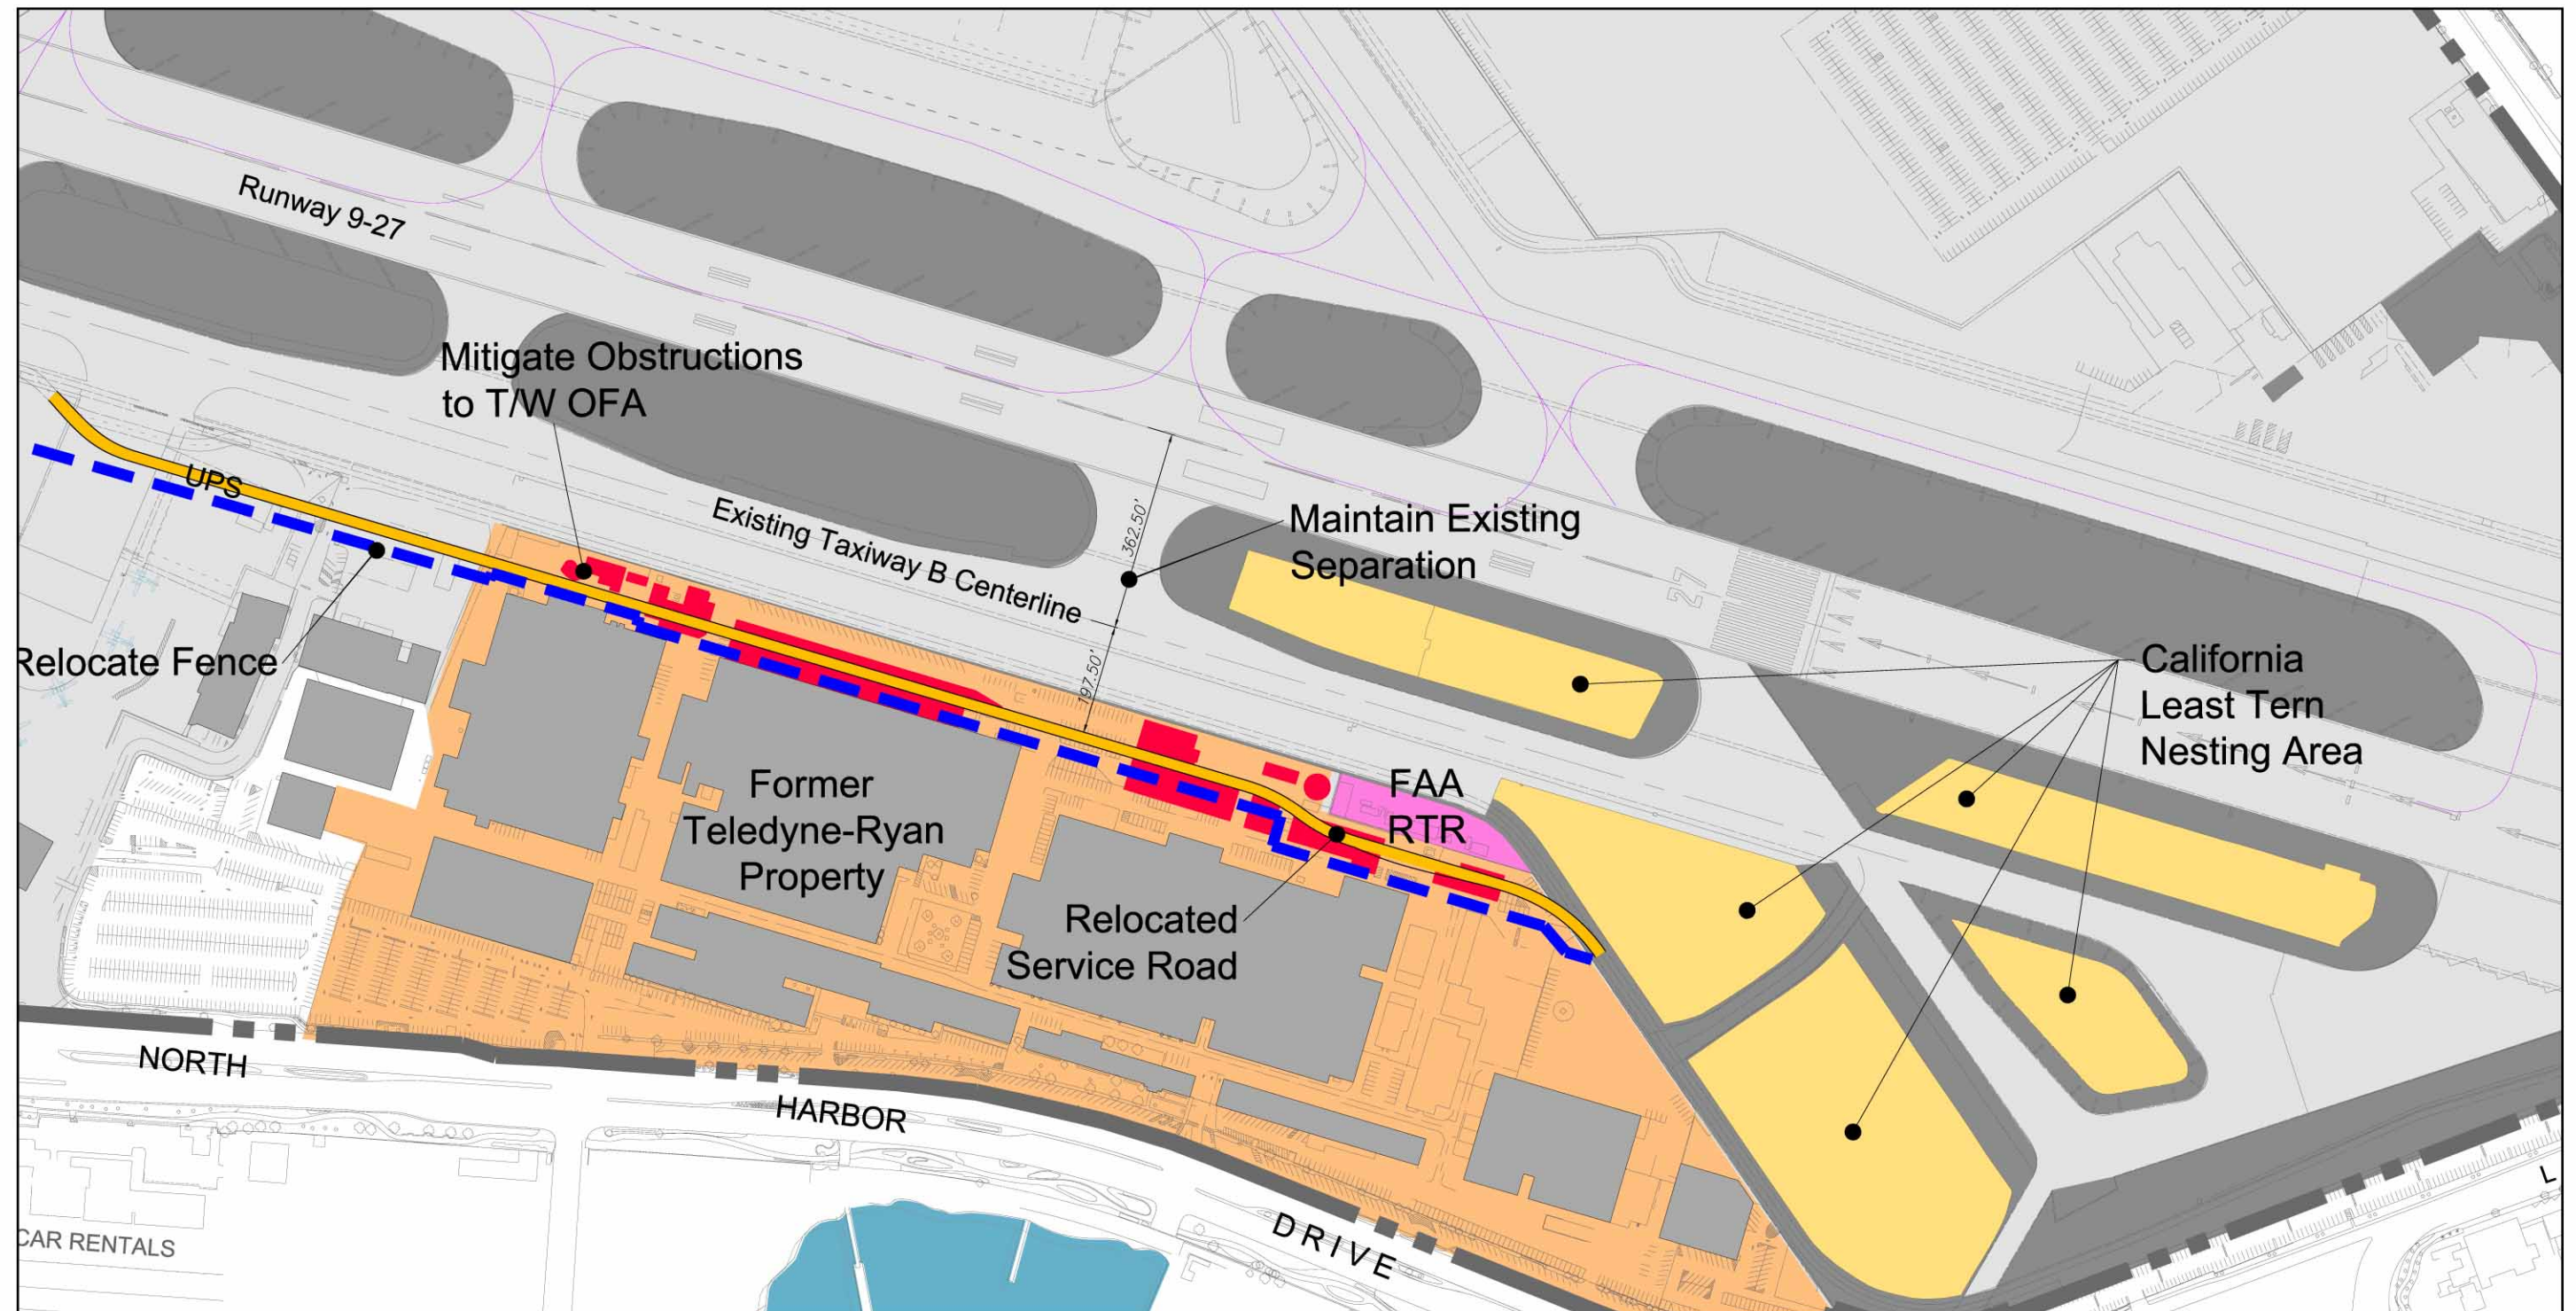 Runway 9-27
Mitigate Obstructions
to T/W OFA
UPS
Existing Taxiway B Centerline
362.50'
197.50'
Maintain Existing
Separation
27
Relocate Fence
California
Least Tern
Nesting Area
FAA
RTR
Former
Teledyne-Ryan
Property
Relocated
Service Road
NORTH
HARBOR
DRIVE
CAR RENTALS
L